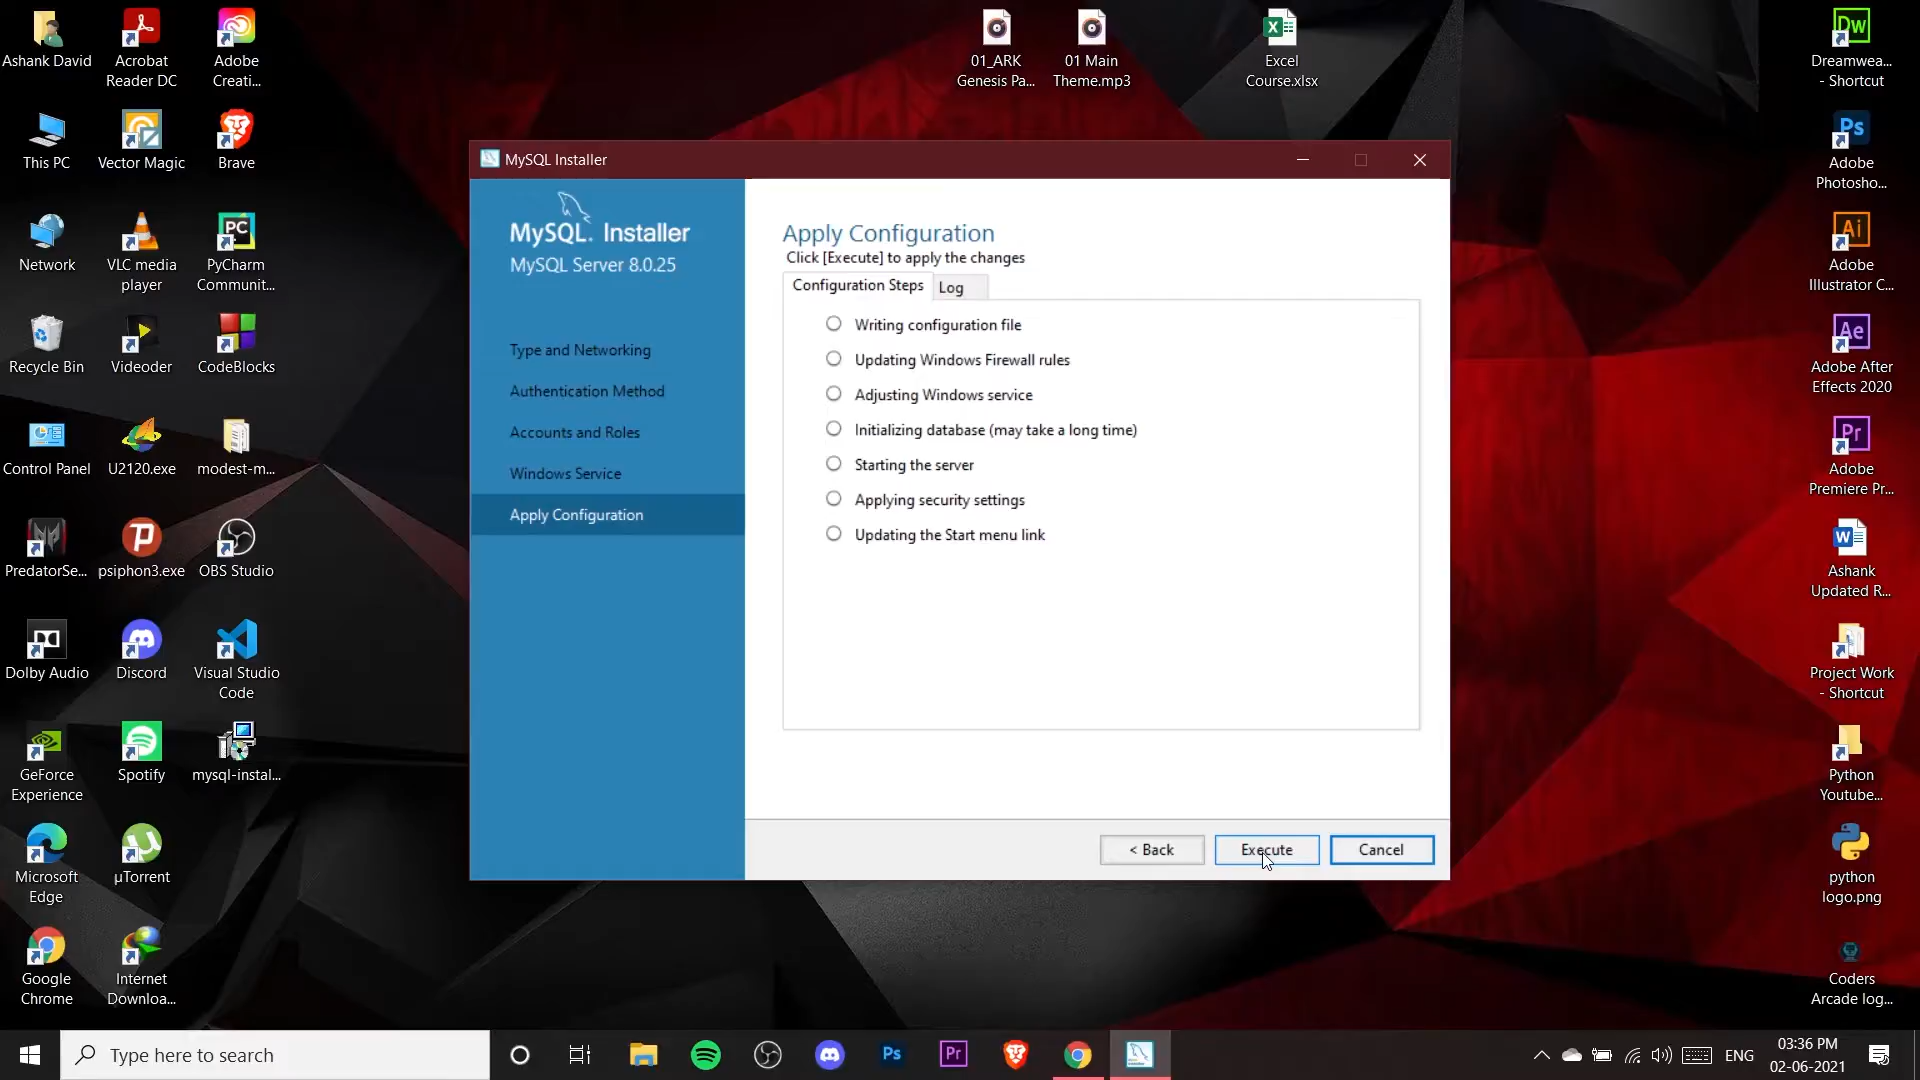 Ashank David
Acrobat
Reader DC
Adobe
Creati...
01_ARK
Genesis Pa...
01 Main
Theme.mp3
Excel
Course.xlsx
Dw
Dreamwea...
- Shortcut
This PC
Vector Magic
Brave
Ps
Adobe
Photosho...
MySQL Installer
MySQL. Installer
MySQL Server 8.0.25
Type and Networking
Authentication Method
Accounts and Roles
Windows Service
Apply Configuration
Apply Configuration
Click [Execute] to apply the changes
Configuration Steps
Log
Writing configuration file
Updating Windows Firewall rules
Adjusting Windows service
Initializing database (may take a long time)
Starting the server
Applying security settings
Updating the Start menu link
< Back
Execute
Cancel
Network
VLC media
player
PC
PyCharm
Communit...
Ai
Adobe
Illustrator C...
Recycle Bin
Videoder
CodeBlocks
Ae
Adobe After
Effects 2020
Control Panel
U2120.exe
modest-m...
Pr
Adobe
Premiere Pr...
PredatorSe...
psiphon3.exe
OBS Studio
W
Ashank
Updated R...
Dolby Audio
Discord
Visual Studio
Code
Project Work
- Shortcut
GeForce
Experience
Spotify
mysql-instal...
Python
Youtube...
Microsoft
Edge
µTorrent
python
logo.png
Google
Chrome
Internet
Downloa...
Coders
Arcade log...
Type here to search
Ps
Pr
ENG
03:36 PM
02-06-2021